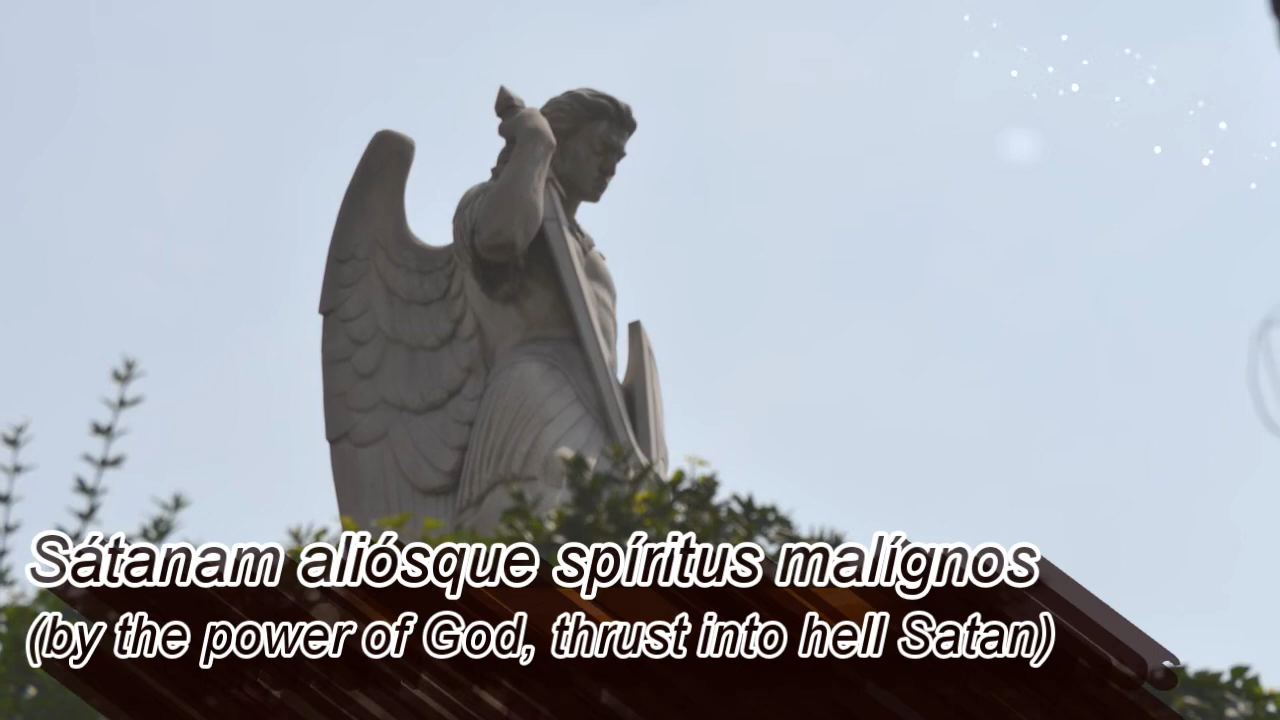 Sátanam aliósque spíritus malígnos
(by the power of God, thrust into hell Satan)